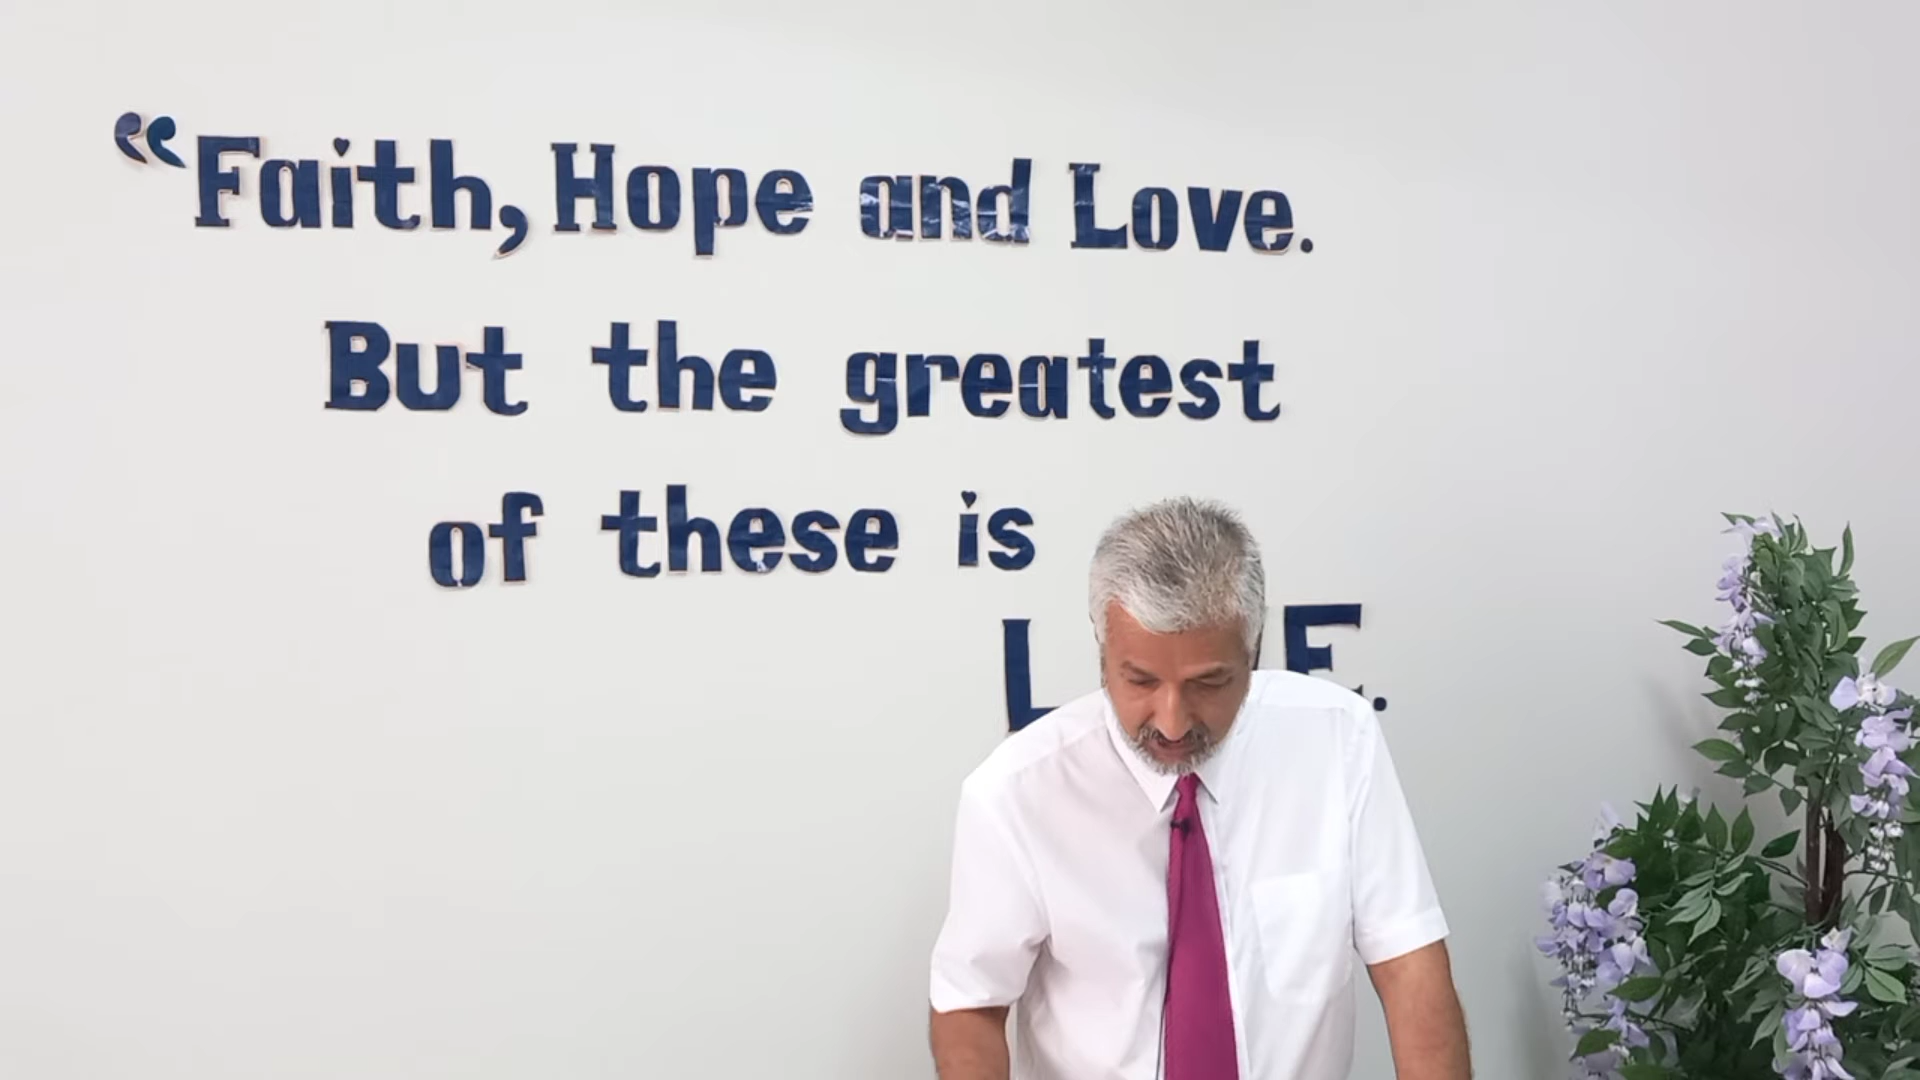 “Faith, Hope and Love.
But the greatest
of these is